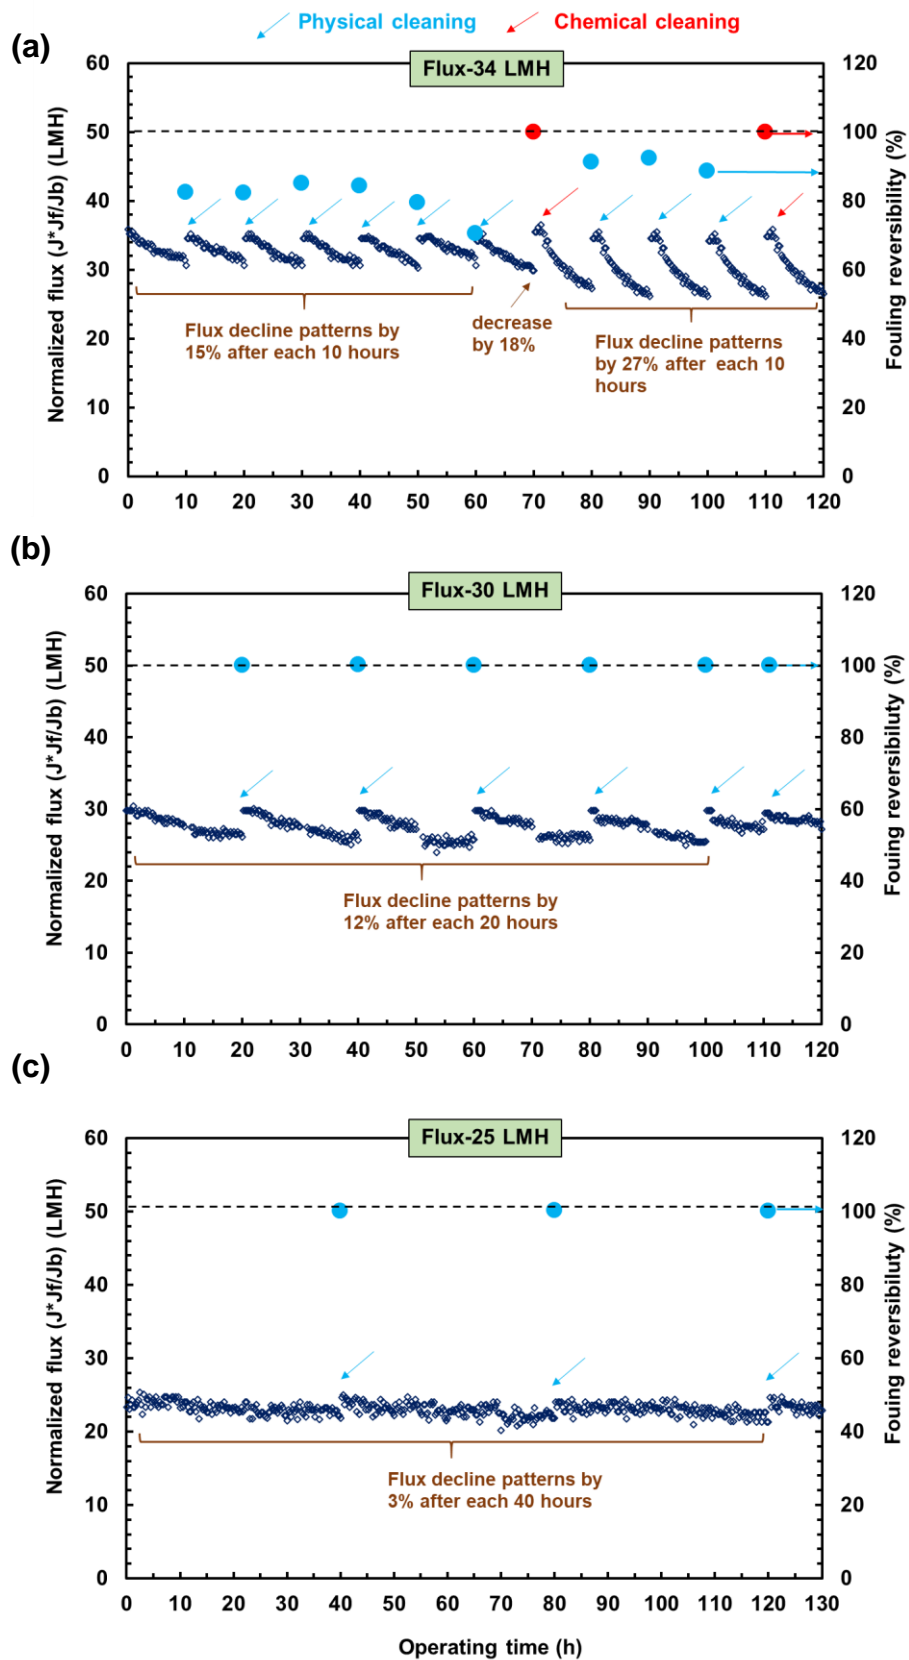 Physical cleaning
Chemical cleaning
(a)
Flux-34 LMH
Normalized flux (J*Jf/Jb) (LMH)
60
50
40
30
20
10
0
120
100
80
60
40
20
0
Fouling reversibility (%)
Flux decline patterns by
15% after each 10 hours
decrease
by 18%
Flux decline patterns
by 27% after each 10
hours
0 10 20 30 40 50 60 70 80 90 100 110 120
(b)
Flux-30 LMH
Normalized flux (J*Jf/Jb) (LMH)
60
50
40
30
20
10
0
120
100
80
60
40
20
0
Fouing reversibiluty (%)
Flux decline patterns by
12% after each 20 hours
0 10 20 30 40 50 60 70 80 90 100 110 120
(c)
Flux-25 LMH
Normalized flux (J*Jf/Jb) (LMH)
60
50
40
30
20
10
0
120
100
80
60
40
20
0
Fouing reversibiluty (%)
Flux decline patterns by
3% after each 40 hours
0 10 20 30 40 50 60 70 80 90 100 110 120 130
Operating time (h)